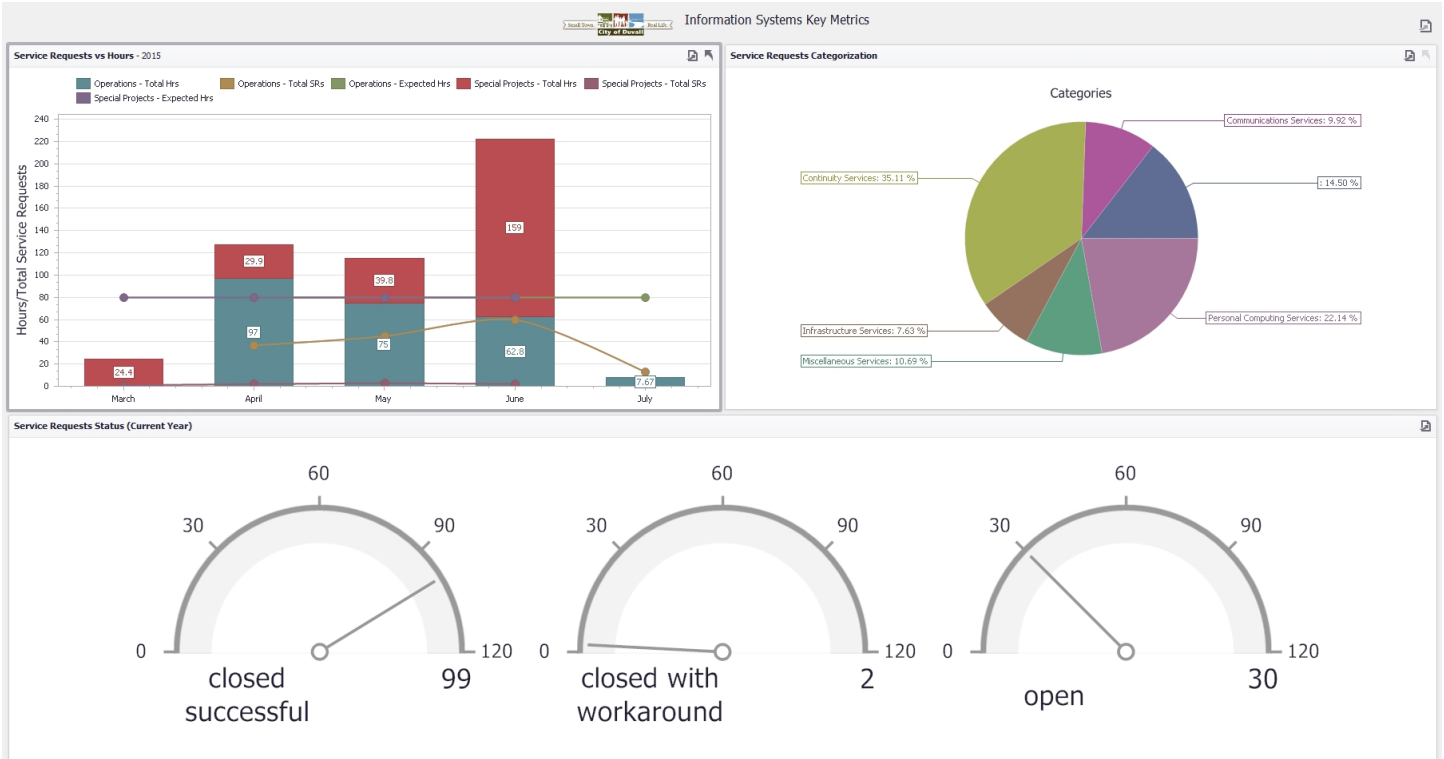 Small Town. Real Life.
City of Duvall
Information Systems Key Metrics
Service Requests vs Hours - 2015
Operations - Total Hrs Operations - Total SRs Operations - Expected Hrs Special Projects - Total Hrs Special Projects - Total SRs
Special Projects - Expected Hrs
Hours/Total Service Requests
240
220
200
180
160
140
120
100
80
60
40
20
0
159
29.9
39.8
97
75
62.8
24.4
7.67
March April May June July
Service Requests Categorization
Categories
Communications Services: 9.92 %
Continuity Services: 35.11 %
: 14.50 %
Personal Computing Services: 22.14 %
Infrastructure Services: 7.63 %
Miscellaneous Services: 10.69 %
Service Requests Status (Current Year)
0 30 60 90 120
closed
successful
99
0 30 60 90 120
closed with
workaround
2
0 30 60 90 120
open
30